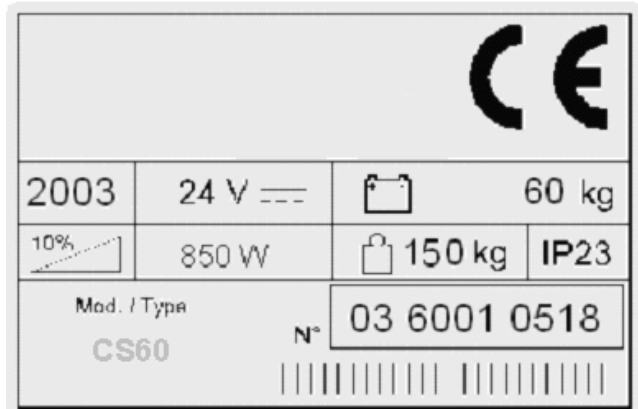 CE
2003 24 V 60 kg
10% 850 W 150 kg IP23
Mod. / Type
N° 03 6001 0518
CS60